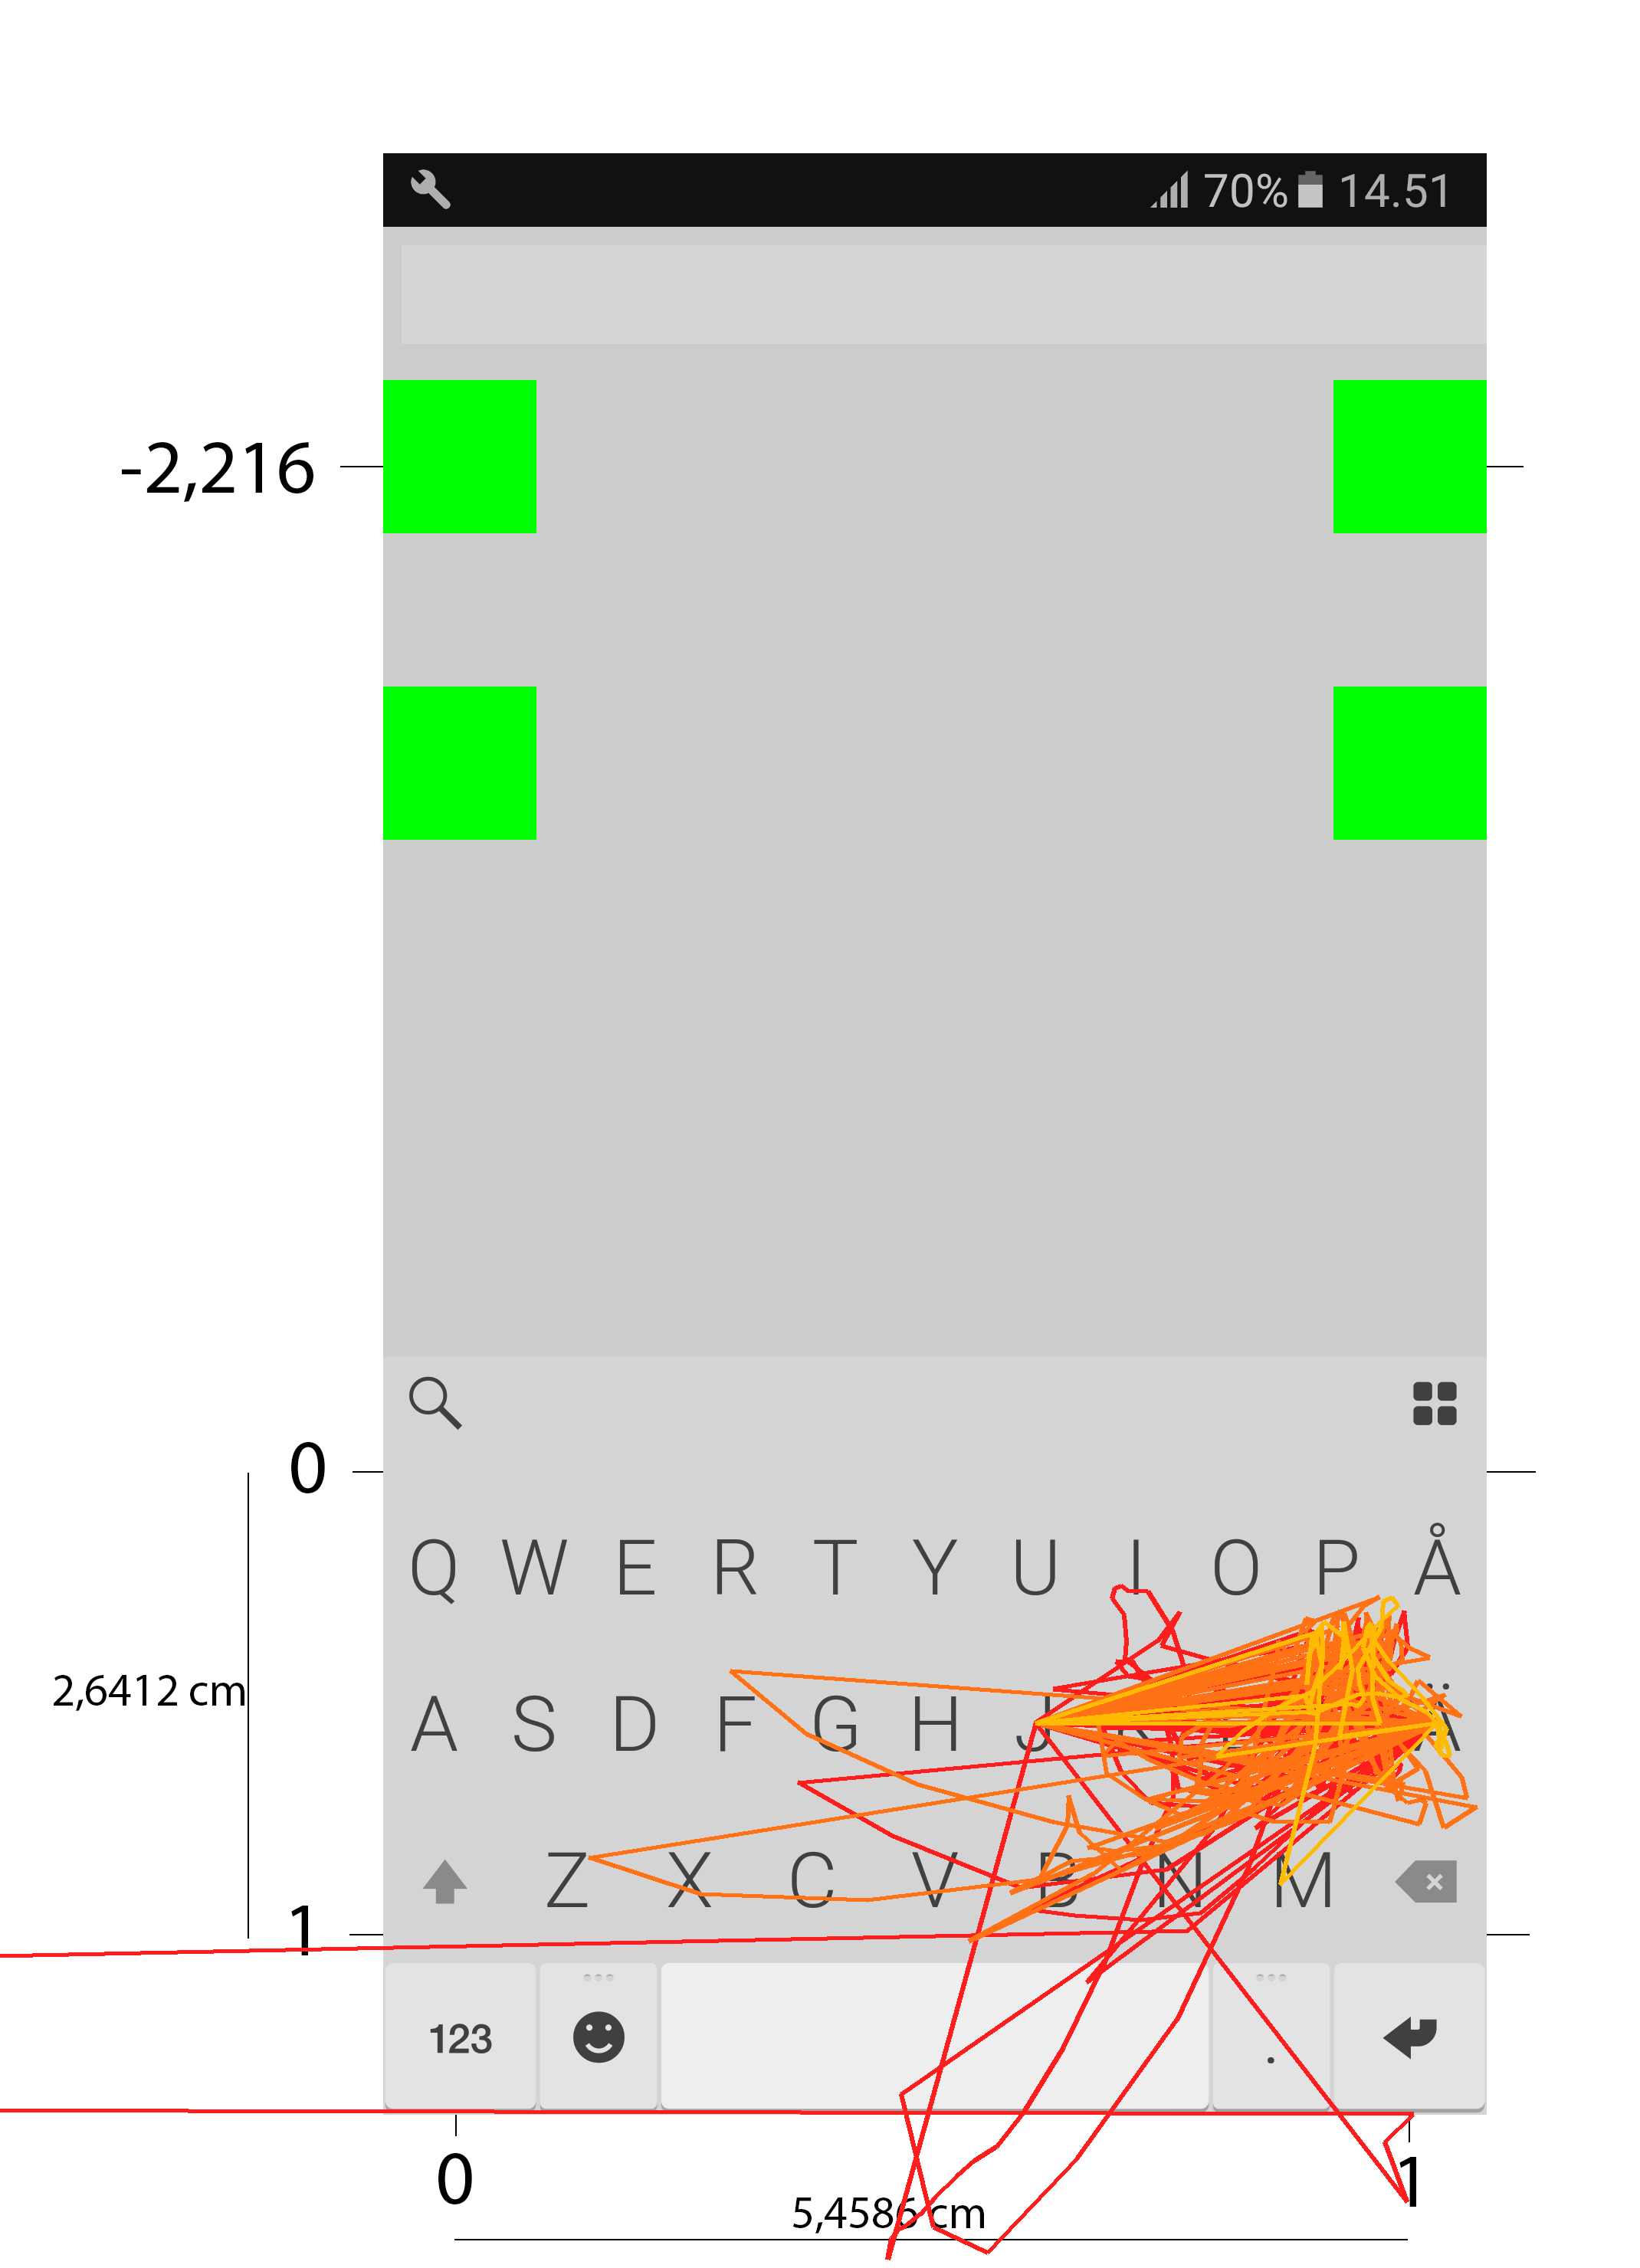 70% 14.51
-2,216
0
Q W E R T Y U I O P Å
2,6412 cm
A S D F G H J K L Ä
Z X C V B N M
1
123 .
0 1
5,4586 cm